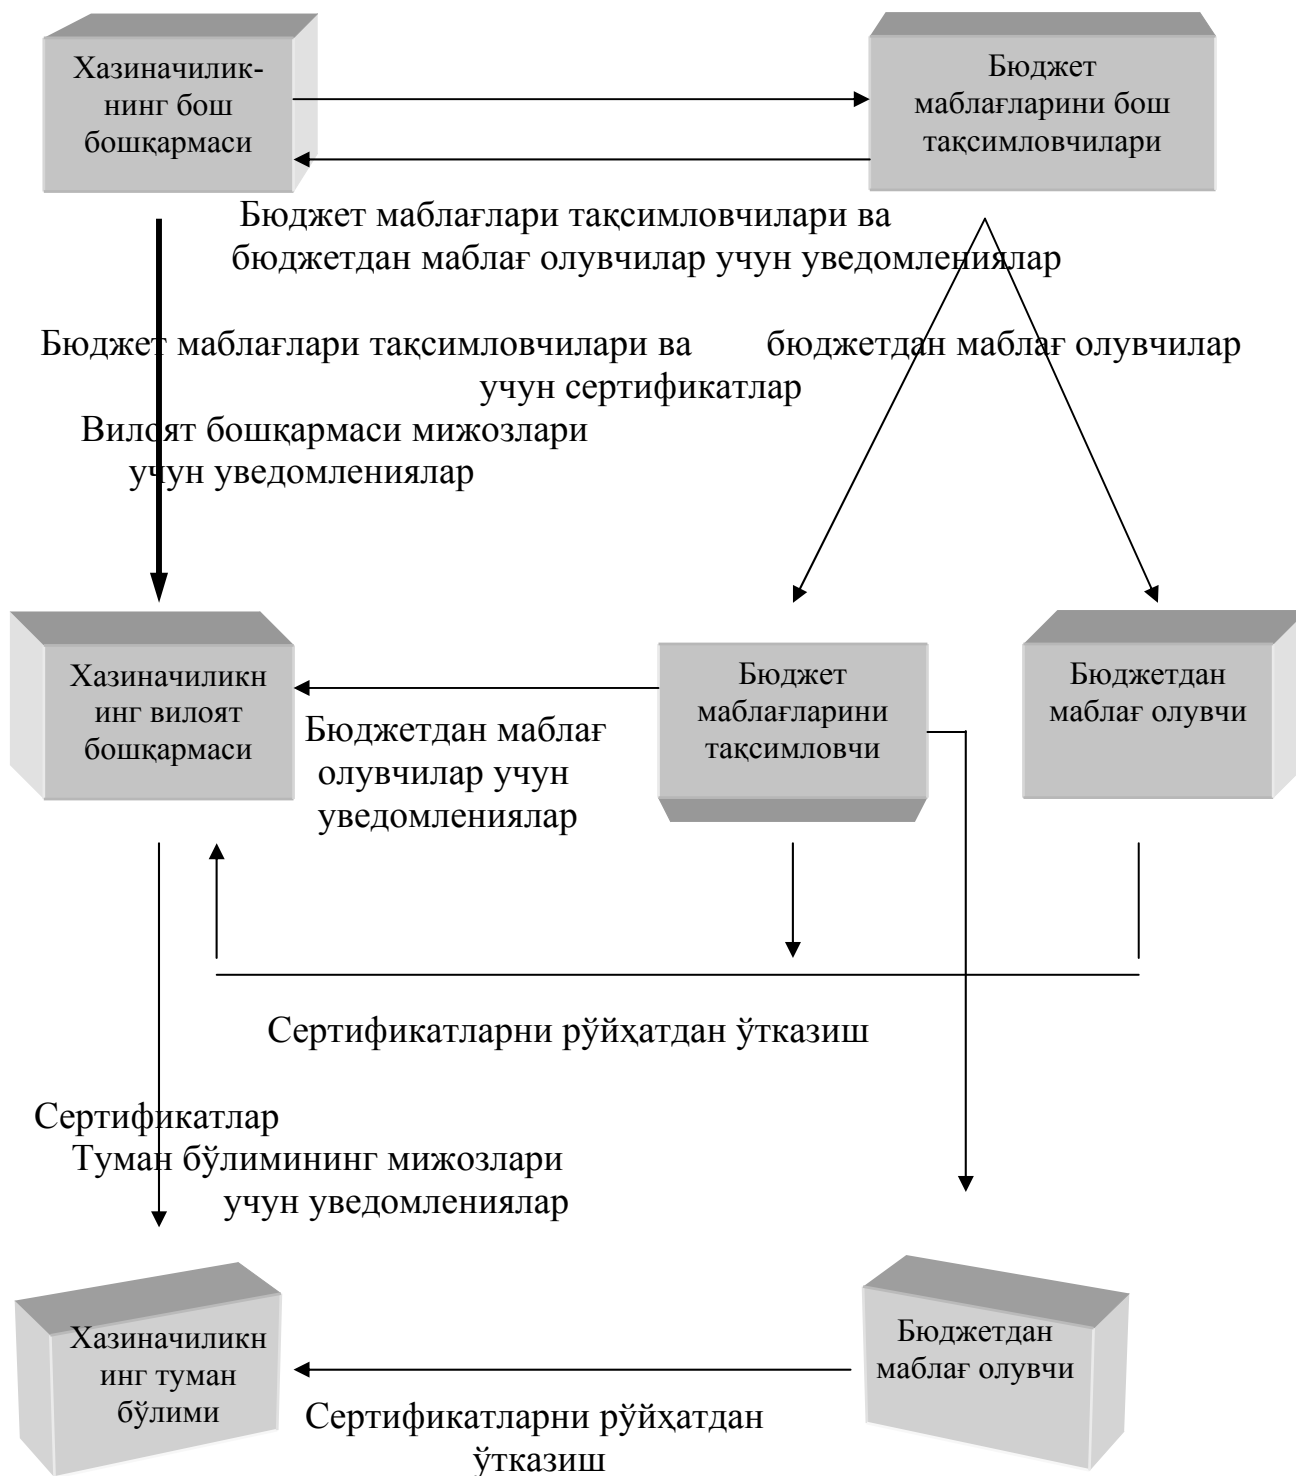 Хазиначилик-
нинг бош
бошқармаси
Бюджет
маблағларини бош
тақсимловчилари
Бюджет маблағлари тақсимловчилари ва
бюджетдан маблағ олувчилар учун уведомлениялар
Бюджет маблағлари тақсимловчилари ва бюджетдан маблағ олувчилар
учун сертификатлар
Вилоят бошқармаси мижозлари
учун уведомлениялар
Хазиначиликн
инг вилоят
бошқармаси
Бюджет
маблағларини
тақсимловчи
Бюджетдан
маблағ олувчи
Бюджетдан маблағ
олувчилар учун
уведомлениялар
Сертификатларни рўйҳатдан ўтказиш
Сертификатлар
Туман бўлимининг мижозлари
учун уведомлениялар
Хазиначиликн
инг туман
бўлими
Бюджетдан
маблағ олувчи
Сертификатларни рўйҳатдан
ўтказиш